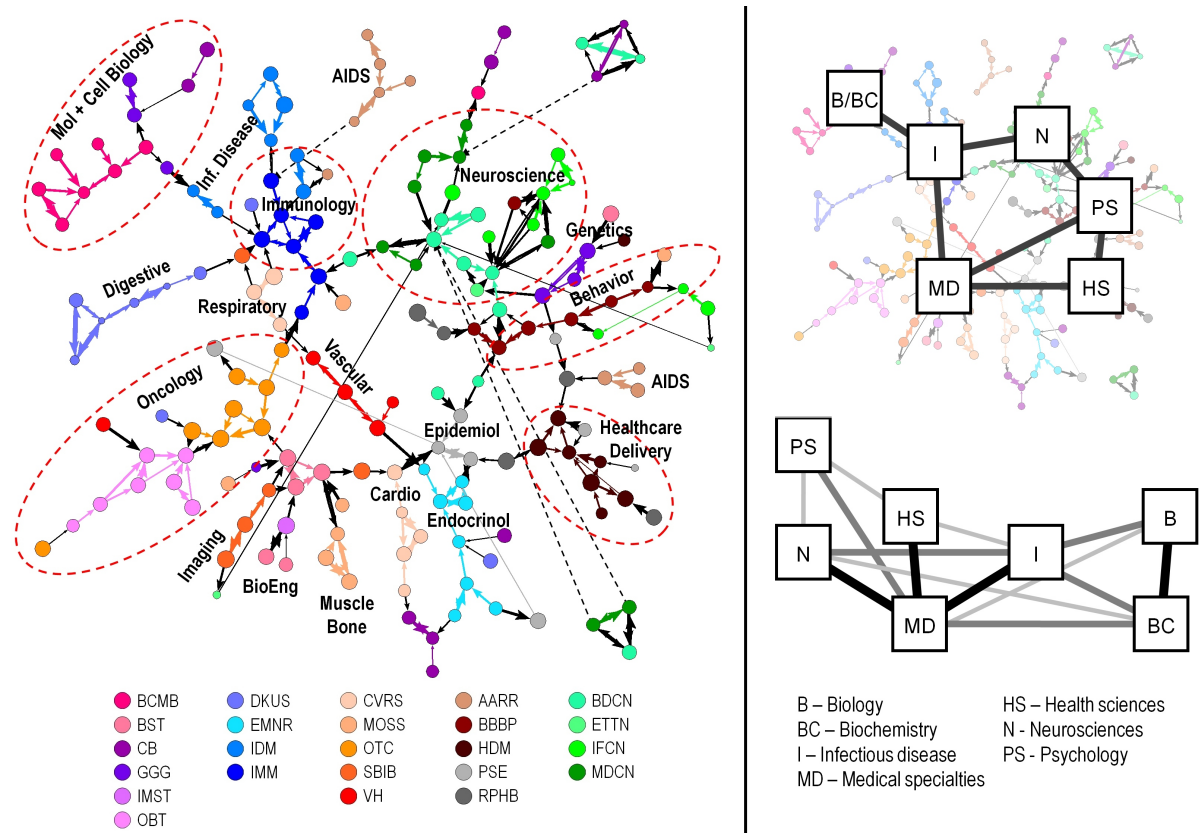 Mol + Cell Biology
AIDS
Inf. Disease
Neuroscience
Immunology
Genetics
Digestive
Behavior
Respiratory
Vascular
Oncology
AIDS
Epidemiol
Healthcare
Delivery
Cardio
Endocrinol
Imaging
BioEng
Muscle
Bone
BCMB
BST
CB
GGG
IMST
OBT
DKUS
EMNR
IDM
IMM
CVRS
MOSS
OTC
SBIB
VH
AARR
BBBP
HDM
PSE
RPHB
BDCN
ETTN
IFCN
MDCN
B/BC
I
N
PS
MD
HS
PS
HS
B
N
I
MD
BC
B – Biology
BC – Biochemistry
I – Infectious disease
MD – Medical specialties
HS – Health sciences
N - Neurosciences
PS - Psychology